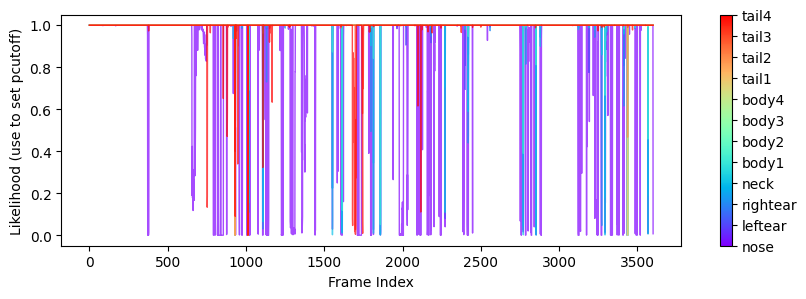 Likelihood (use to set pcutoff)
1.0
0.8
0.6
0.4
0.2
0.0
0
500
1000
1500
2000
2500
3000
3500
Frame Index
tail4
tail3
tail2
tail1
body4
body3
body2
body1
neck
rightear
leftear
nose